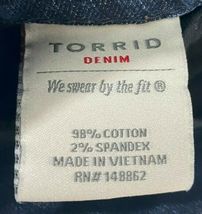 TORRID
DENIM
We swear by the fit ®
98% COTTON
2% SPANDEX
MADE IN VIETNAM
RN# 148862